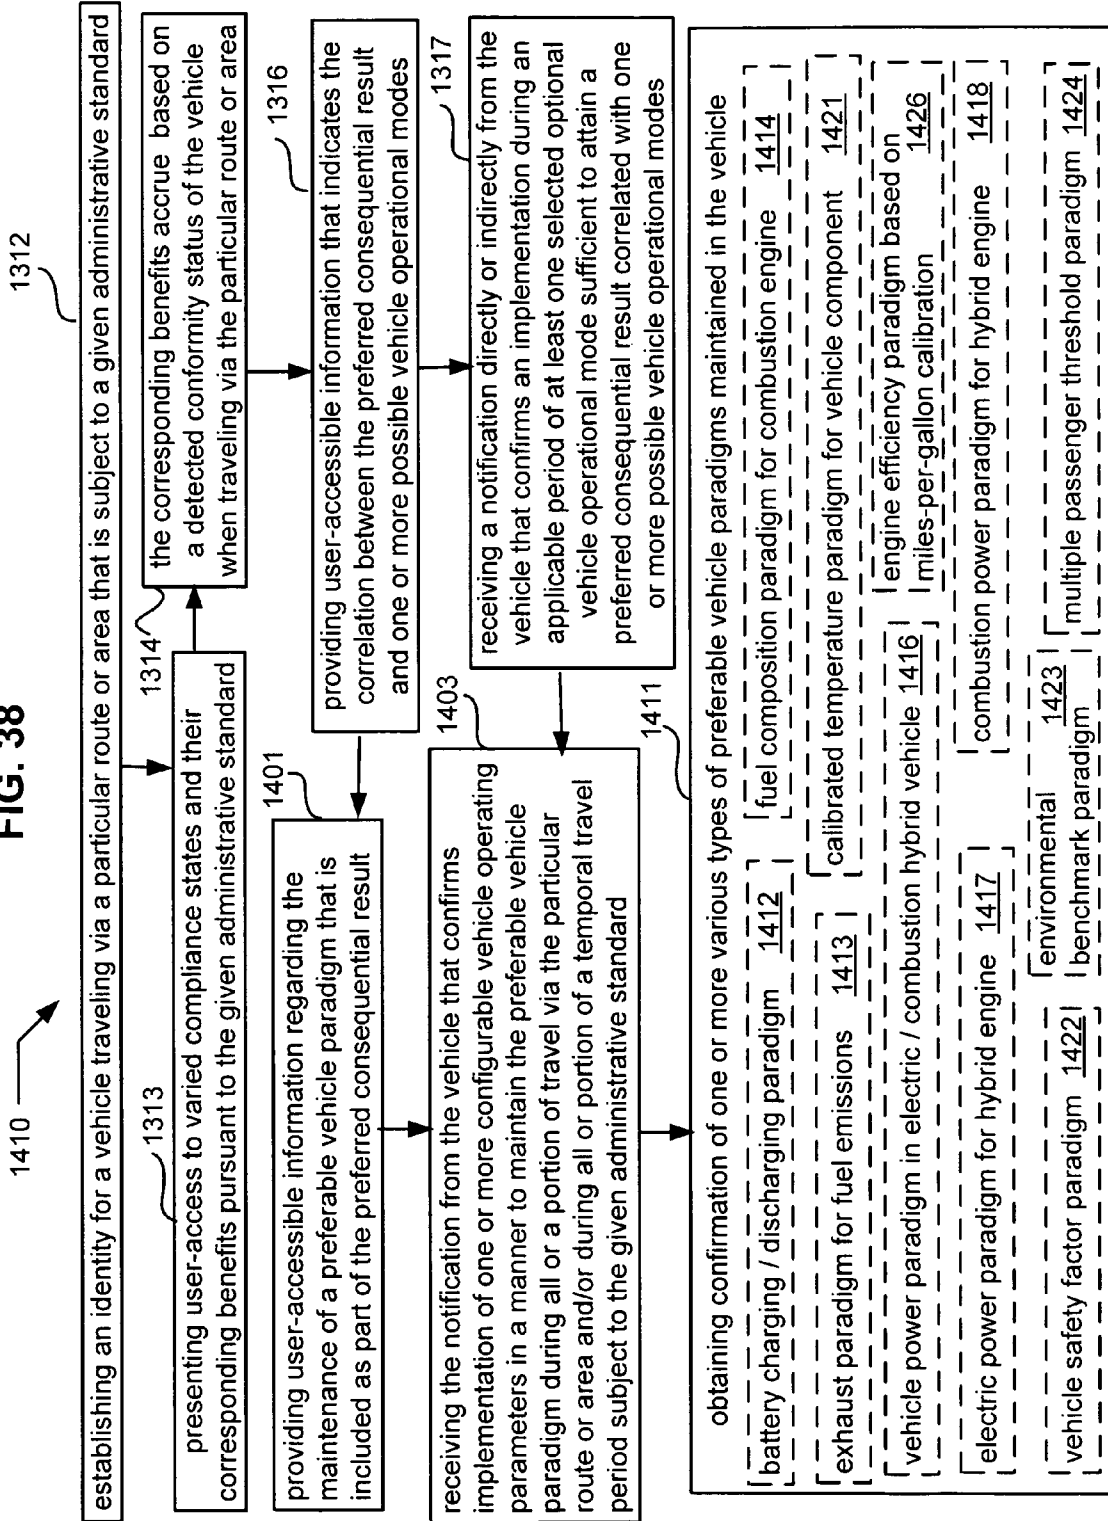 FIG. 38
1410
1312
establishing an identity for a vehicle traveling via a particular route or area that is subject to a given administrative standard
1313
presenting user-access to varied compliance states and their
corresponding benefits pursuant to the given administrative standard
1314
the corresponding benefits accrue based on
a detected conformity status of the vehicle
when traveling via the particular route or area
1316
providing user-accessible information that indicates the
correlation between the preferred consequential result
and one or more possible vehicle operational modes
1401
providing user-accessible information regarding the
maintenance of a preferable vehicle paradigm that is
included as part of the preferred consequential result
1317
receiving a notification directly or indirectly from the
vehicle that confirms an implementation during an
applicable period of at least one selected optional
vehicle operational mode sufficient to attain a
preferred consequential result correlated with one
or more possible vehicle operational modes
1403
receiving the notification from the vehicle that confirms
implementation of one or more configurable vehicle operating
parameters in a manner to maintain the preferable vehicle
paradigm during all or a portion of travel via the particular
route or area and/or during all or portion of a temporal travel
period subject to the given administrative standard
1411
obtaining confirmation of one or more various types of preferable vehicle paradigms maintained in the vehicle
battery charging / discharging paradigm 1412
fuel composition paradigm for combustion engine 1414
exhaust paradigm for fuel emissions 1413
calibrated temperature paradigm for vehicle component 1421
vehicle power paradigm in electric / combustion hybrid vehicle 1416
engine efficiency paradigm based on
miles-per-gallon calibration 1426
electric power paradigm for hybrid engine 1417
combustion power paradigm for hybrid engine 1418
vehicle safety factor paradigm 1422
environmental 1423
benchmark paradigm
multiple passenger threshold paradigm 1424